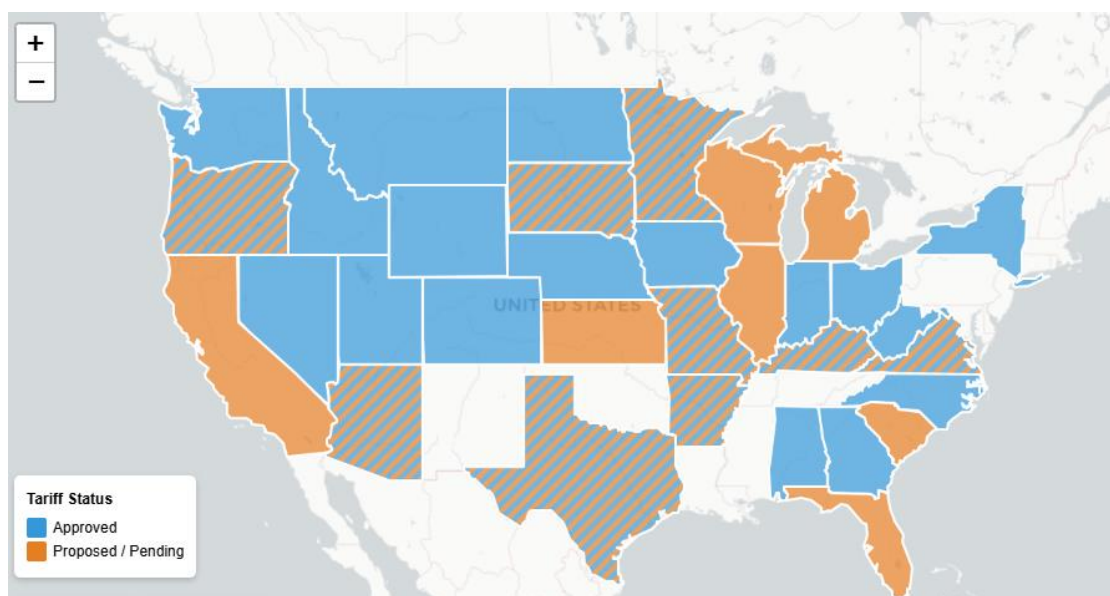 +
−
UNITED STATES
Tariff Status
Approved
Proposed / Pending